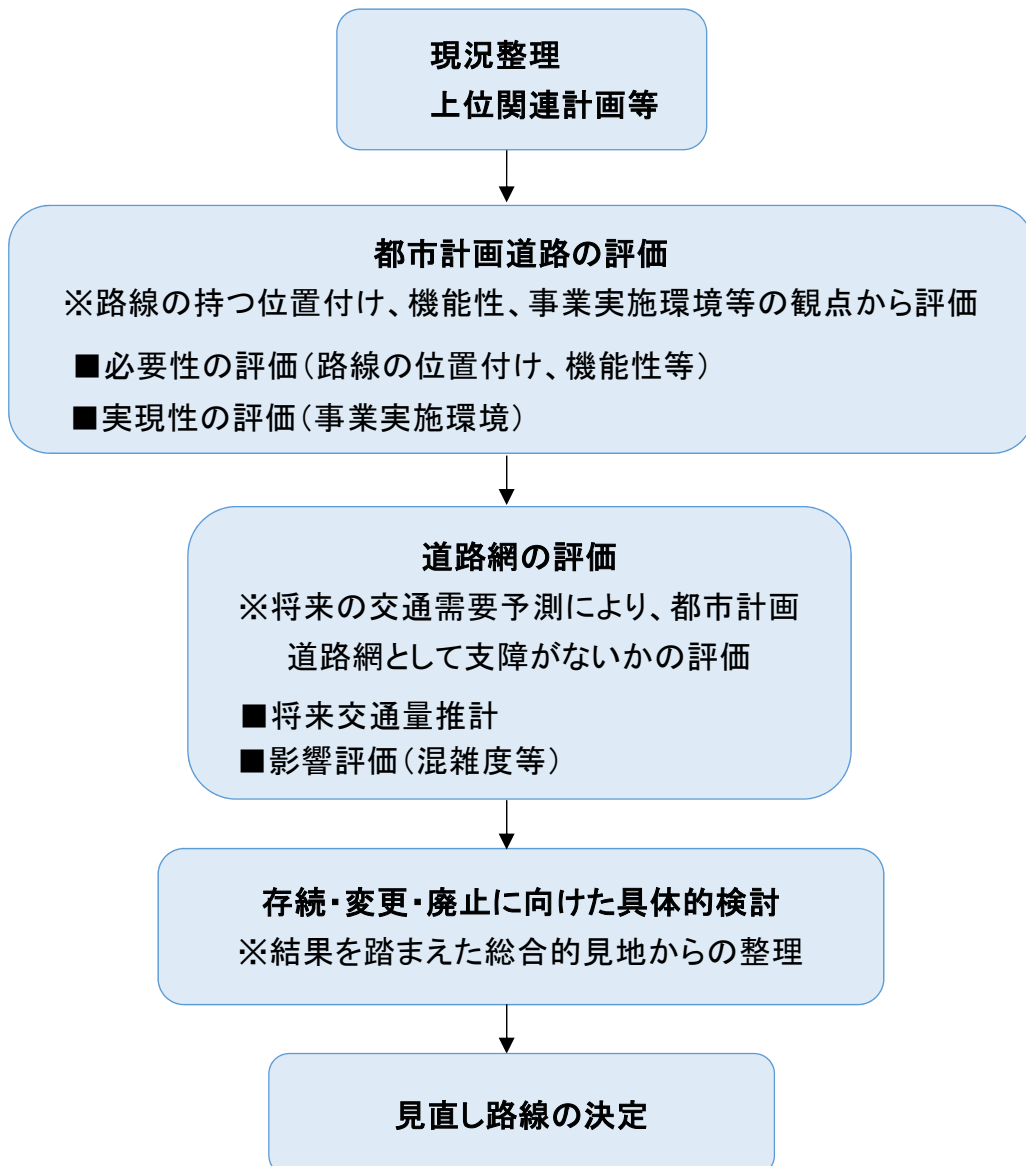 現況整理
上位関連計画等
都市計画道路の評価
※路線の持つ位置付け、機能性、事業実施環境等の観点から評価
■必要性の評価（路線の位置付け、機能性等）
■実現性の評価（事業実施環境）
道路網の評価
※将来の交通需要予測により、都市計画
道路網として支障がないかの評価
■将来交通量推計
■影響評価（混雑度等）
存続・変更・廃止に向けた具体的検討
※結果を踏まえた総合的見地からの整理
見直し路線の決定